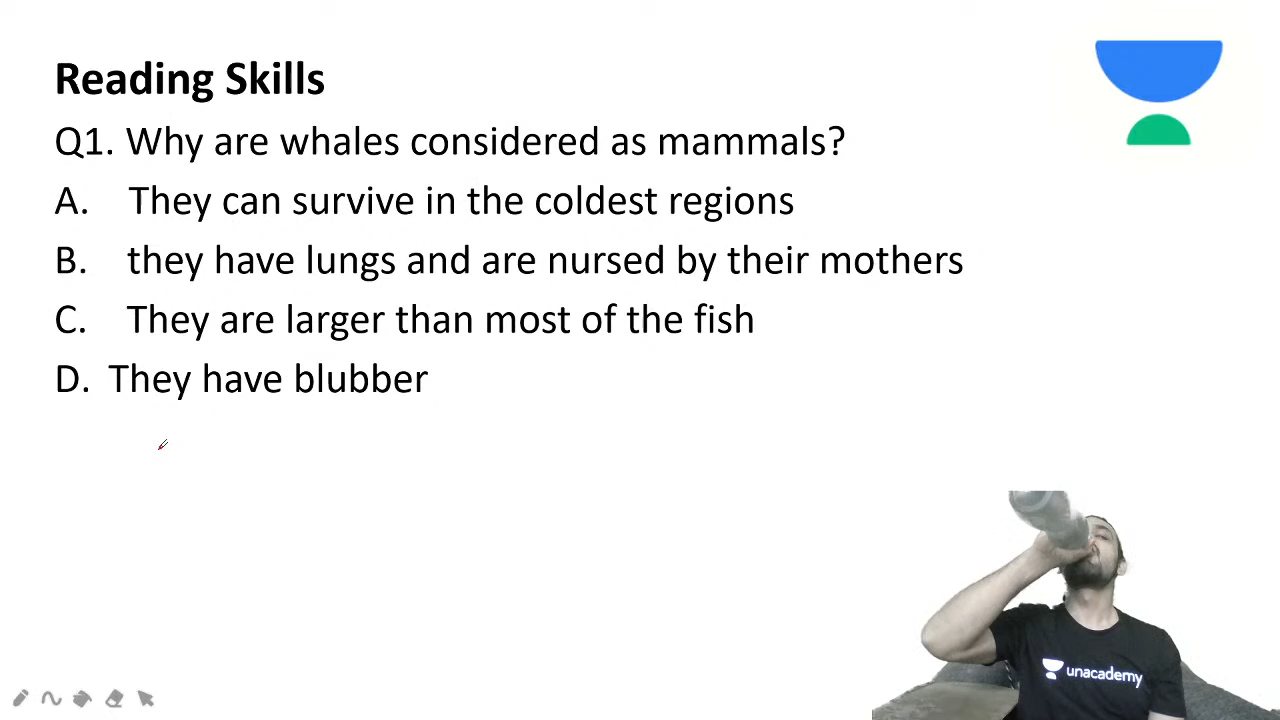 Reading Skills
Q1. Why are whales considered as mammals?
A. They can survive in the coldest regions
B. they have lungs and are nursed by their mothers
C. They are larger than most of the fish
D. They have blubber
unacademy